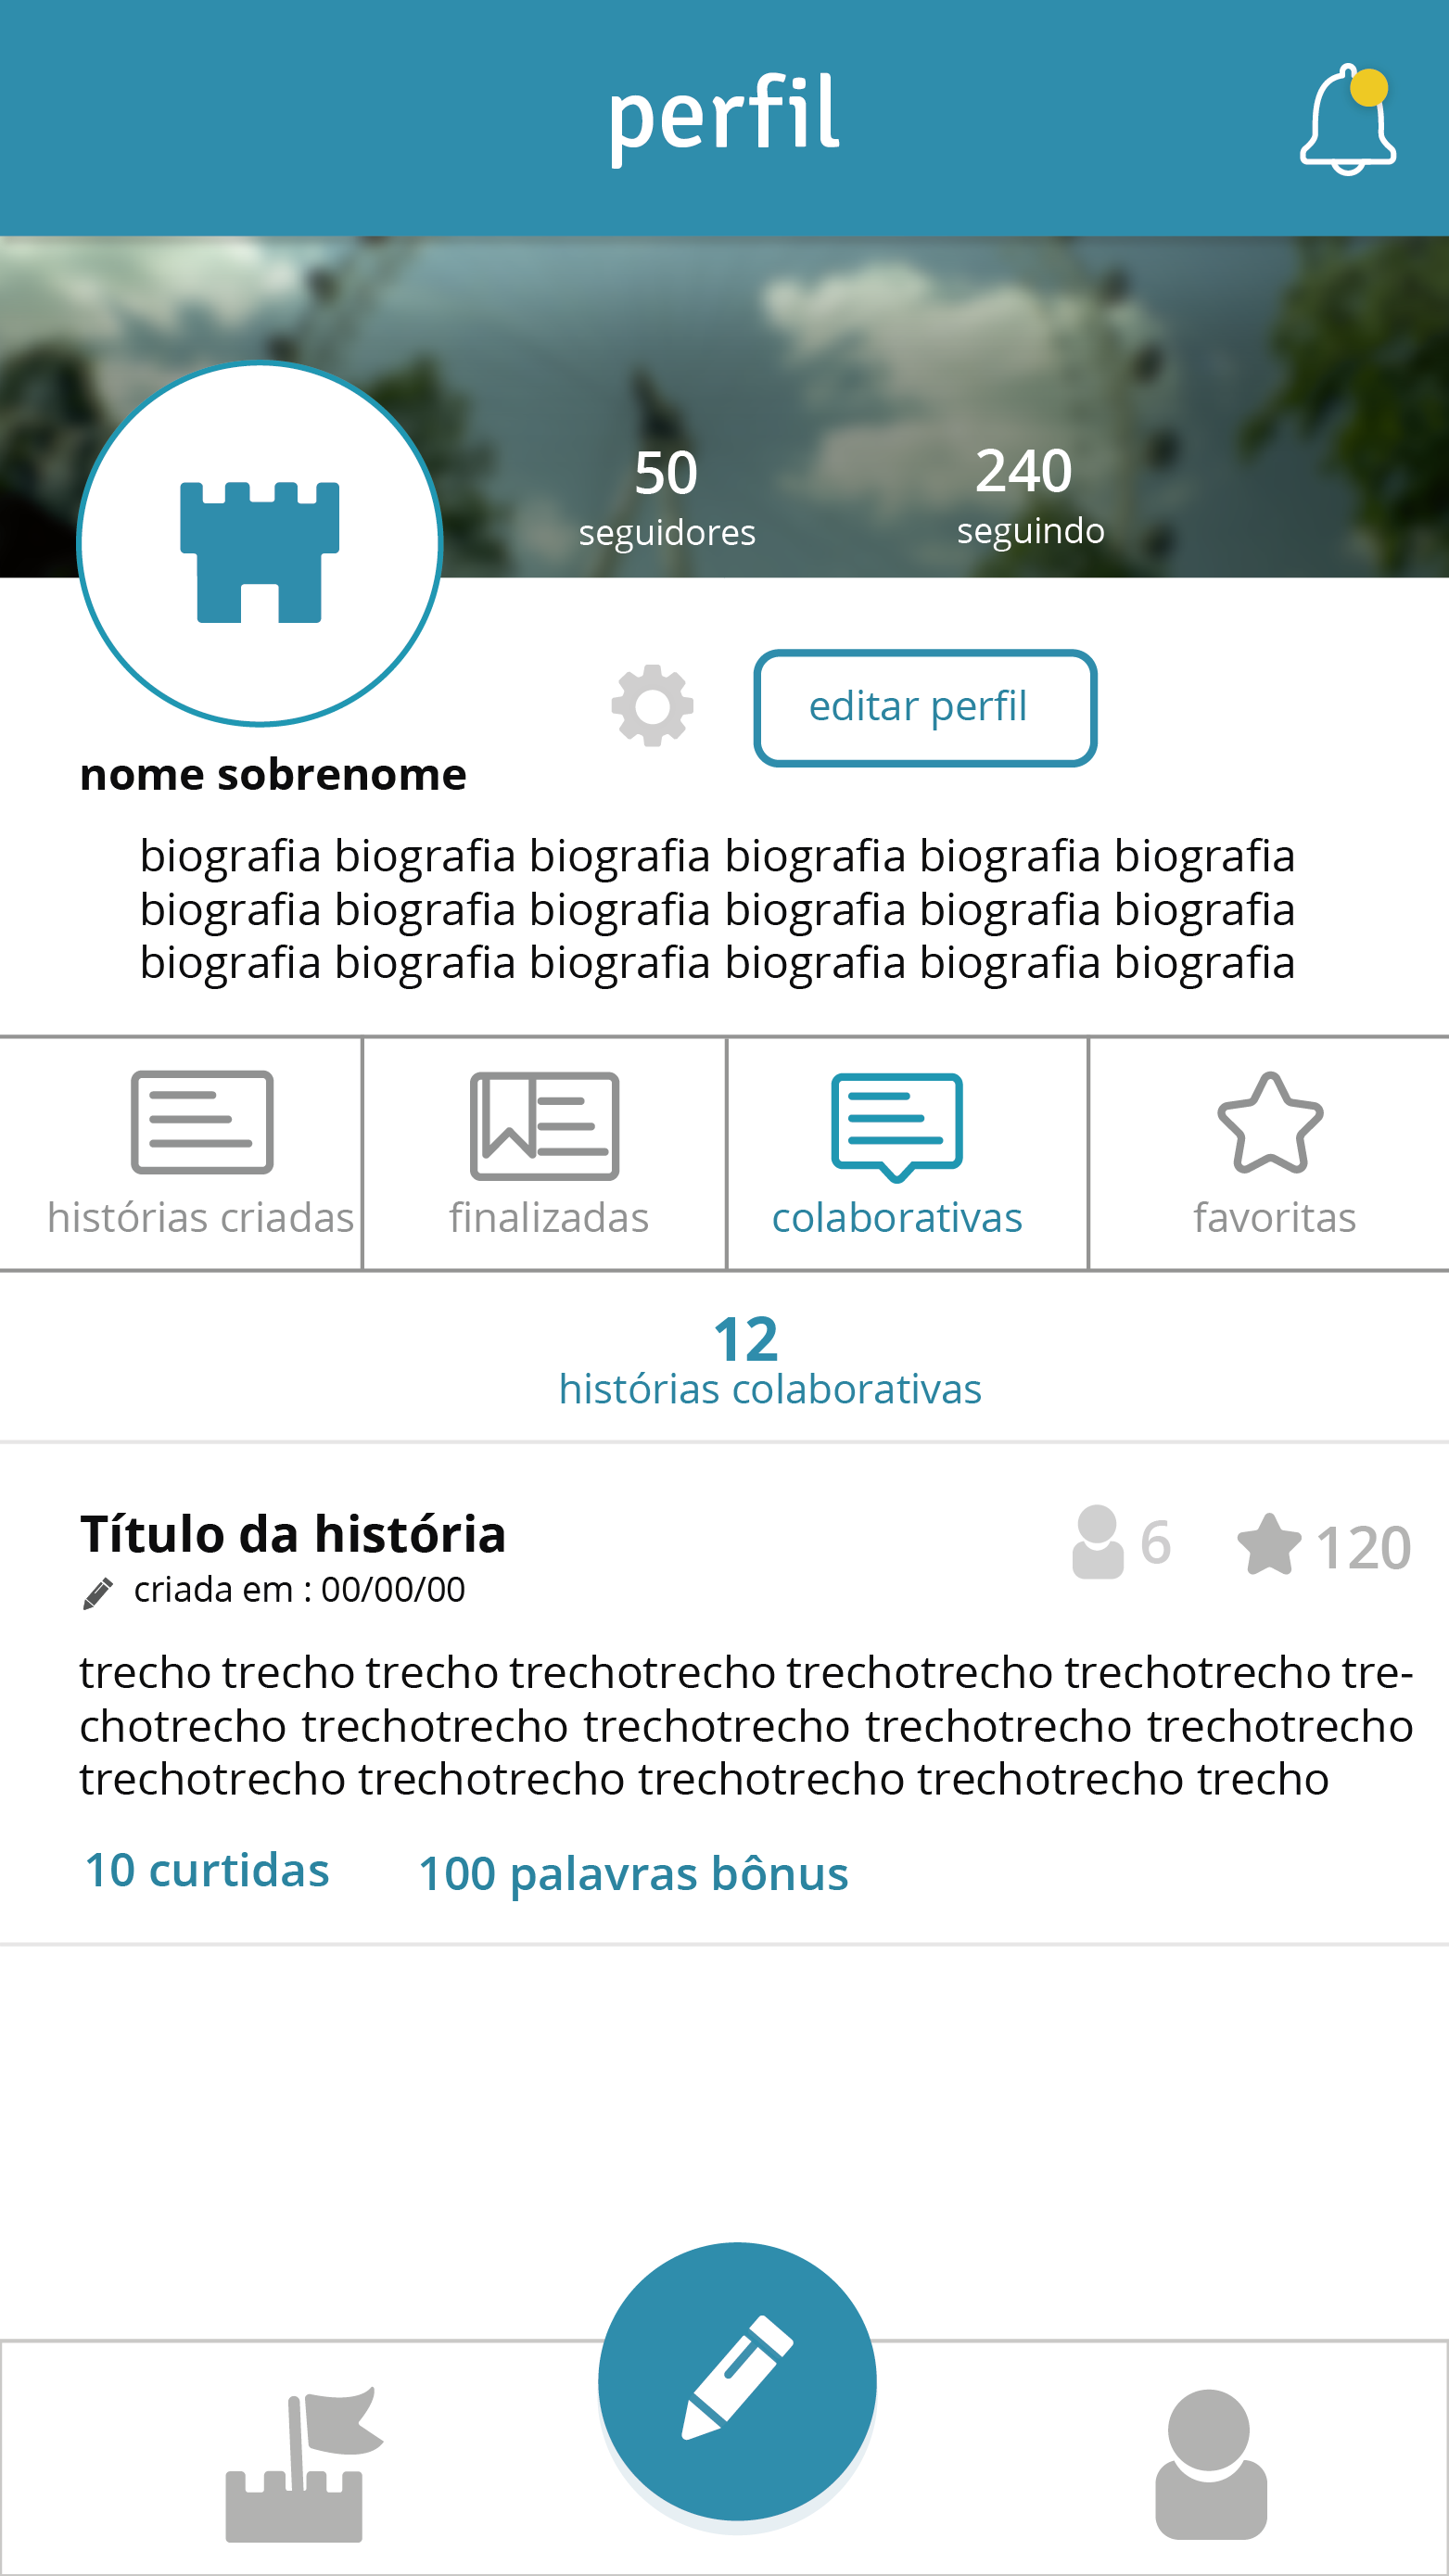 perfil
50
seguidores
240
seguindo
editar perfil
nome sobrenome
biografia biografia biografia biografia biografia biografia
biografia biografia biografia biografia biografia biografia
biografia biografia biografia biografia biografia biografia
histórias criadas
finalizadas
colaborativas
favoritas
12
histórias colaborativas
Título da história
6
120
criada em : 00/00/00
trecho trecho trecho trechotrecho trechotrecho trechotrecho tre-
chotrecho trechotrecho trechotrecho trechotrecho trechotrecho
trechotrecho trechotrecho trechotrecho trechotrecho trecho
10 curtidas
100 palavras bônus